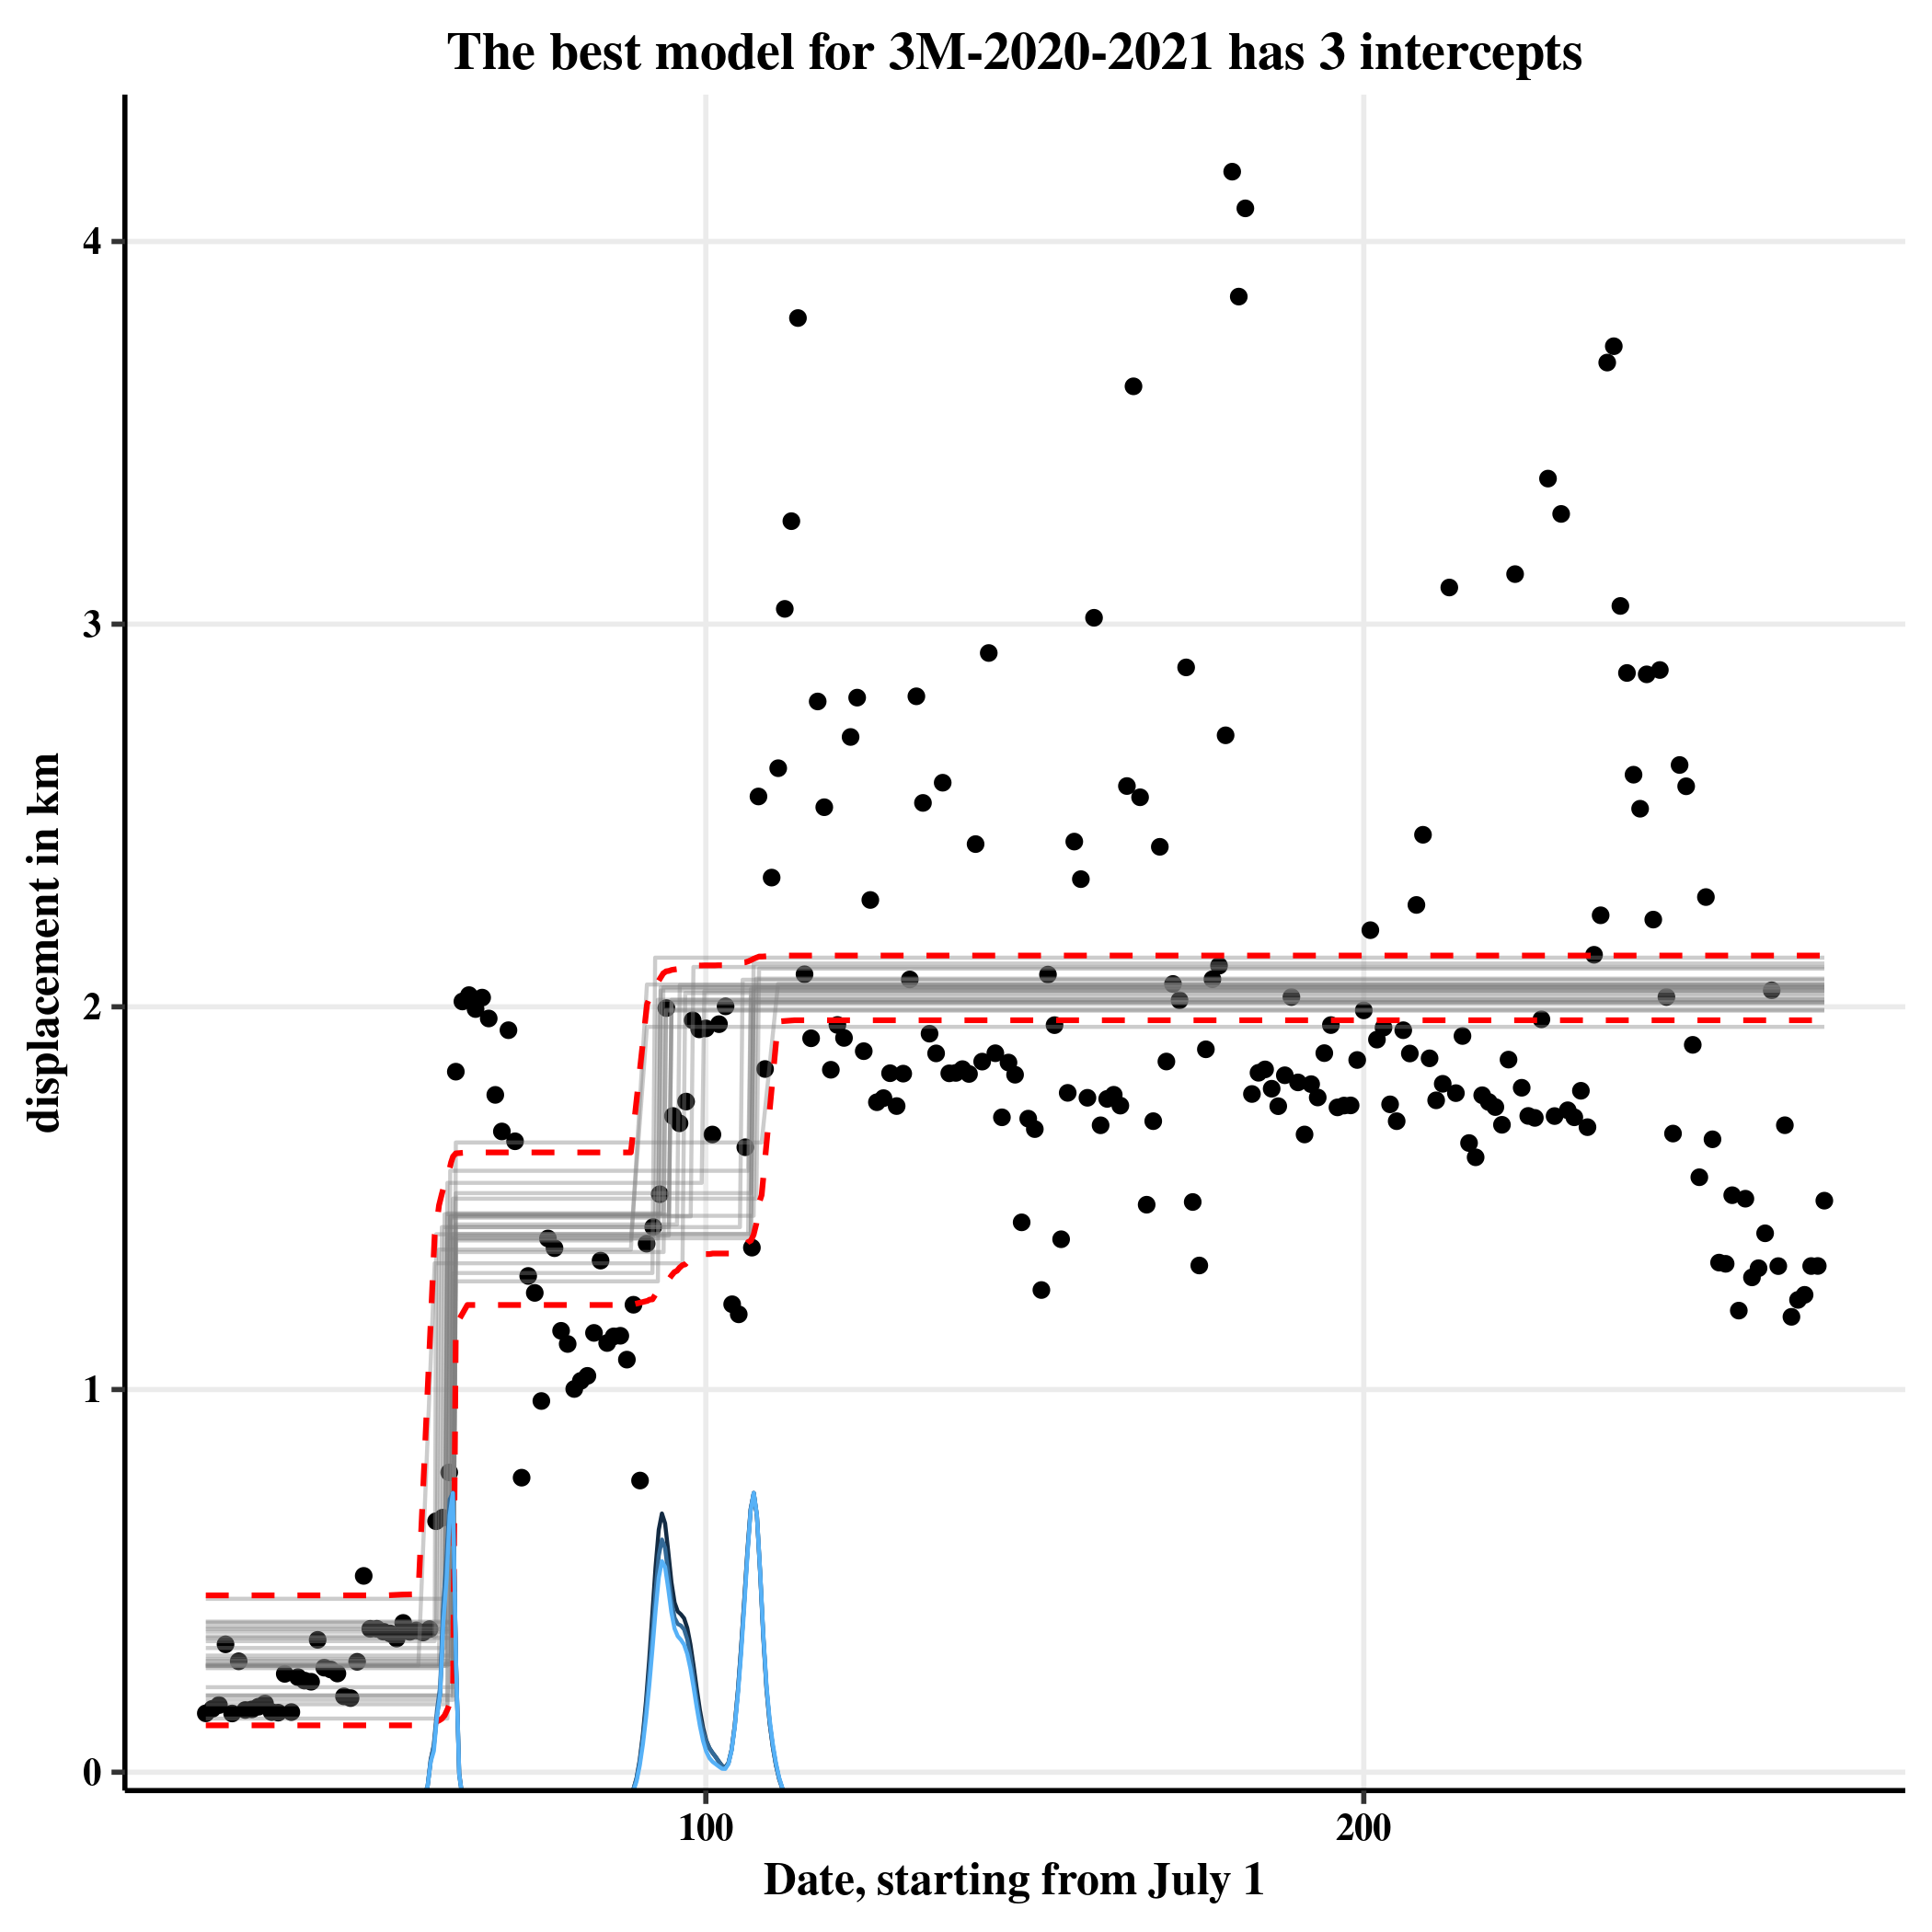 The best model for 3M-2020-2021 has 3 intercepts
displacement in km
4
3
2
1
0
100
200
Date, starting from July 1